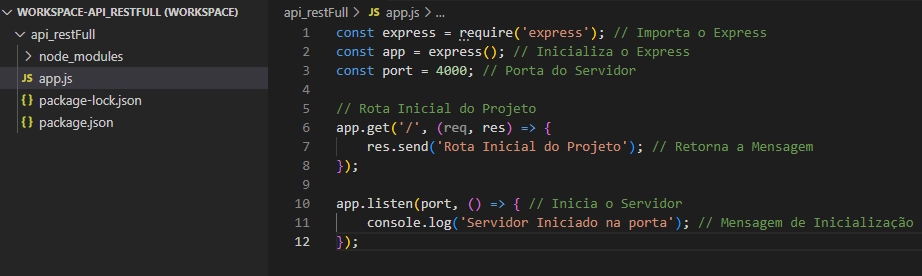 WORKSPACE-API_RESTFULL (WORKSPACE)
api_restFull
node_modules
JS app.js
{} package-lock.json
{} package.json
api_restFull > JS app.js > ...
1 const express = require('express'); // Importa o Express
2 const app = express(); // Inicializa o Express
3 const port = 4000; // Porta do Servidor
4
5 // Rota Inicial do Projeto
6 app.get('/', (req, res) => {
7 res.send('Rota Inicial do Projeto'); // Retorna a Mensagem
8 });
9
10 app.listen(port, () => { // Inicia o Servidor
11 console.log('Servidor Iniciado na porta'); // Mensagem de Inicialização
12 });